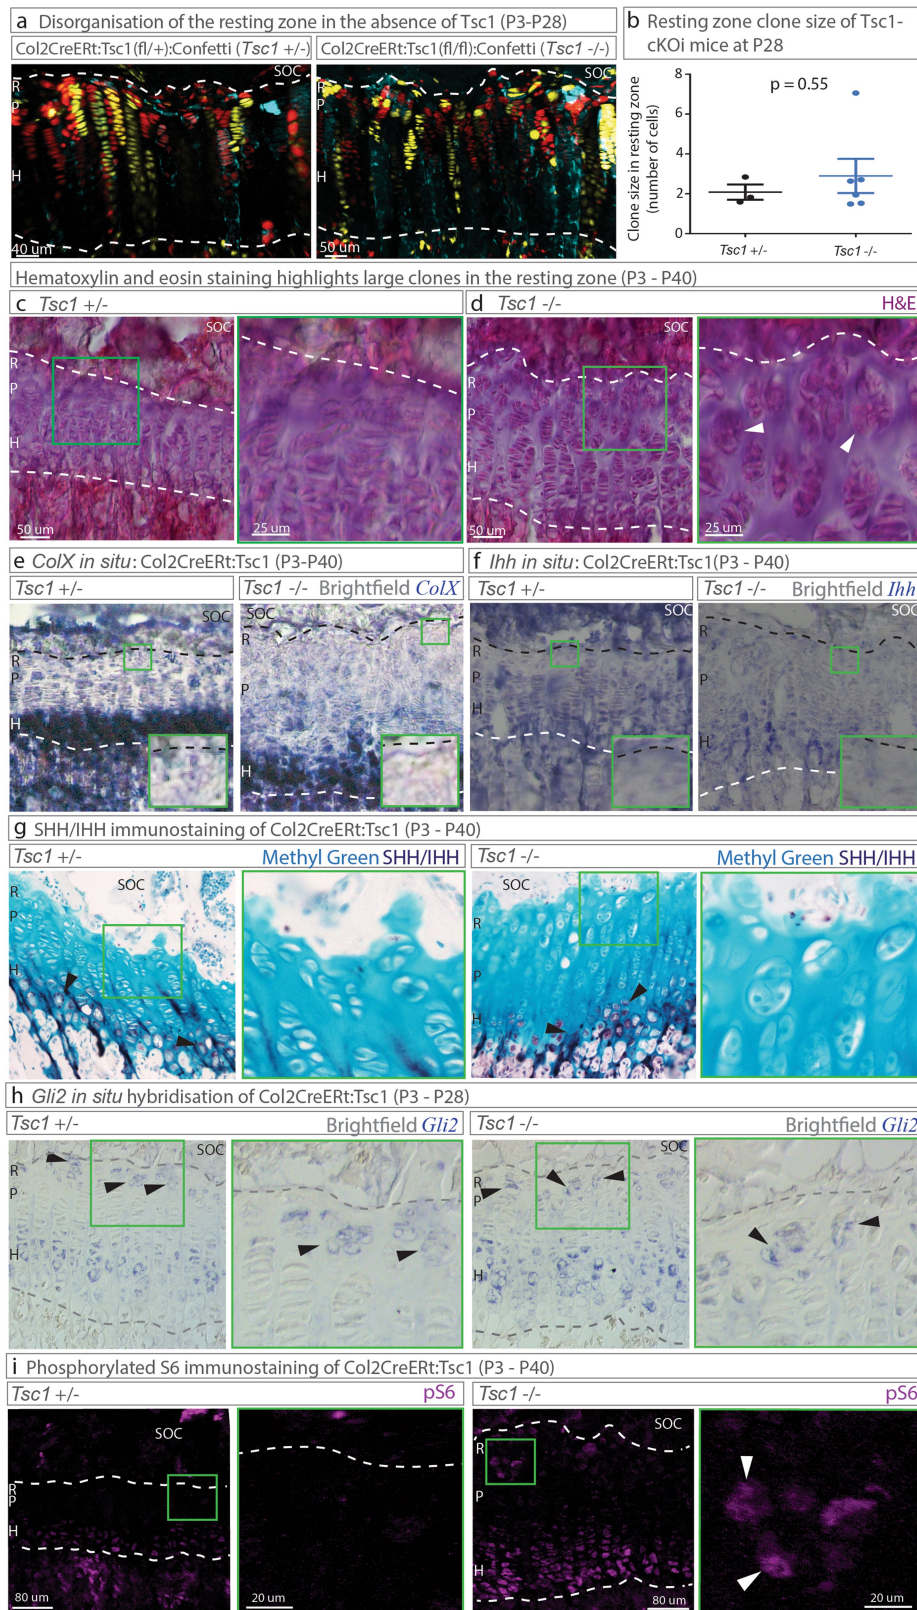 a Disorganisation of the resting zone in the absence of Tsc1 (P3-P28)
Col2CreERt:Tsc1(fl/+):Confetti (Tsc1 +/-)
Col2CreERt:Tsc1(fl/fl):Confetti (Tsc1 -/-)
SOC
R
P
H
40 um
SOC
R
P
H
50 um
b Resting zone clone size of Tsc1-
cKOi mice at P28
p = 0.55
Clone size in resting zone
(number of cells)
8
6
4
2
0
Tsc1 +/-
Tsc1 -/-
Hematoxylin and eosin staining highlights large clones in the resting zone (P3 - P40)
c Tsc1 +/-
d Tsc1 -/-
H&E
SOC
R
P
H
50 um
25 um
SOC
R
P
H
50 um
25 um
e ColX in situ: Col2CreERt:Tsc1 (P3-P40)
Tsc1 +/-
Tsc1 -/- Brightfield ColX
SOC
R
P
H
SOC
R
P
H
f Ihh in situ: Col2CreERt:Tsc1(P3 - P40)
Tsc1 +/-
Tsc1 -/- Brightfield Ihh
SOC
R
P
H
SOC
R
P
H
g SHH/IHH immunostaining of Col2CreERt:Tsc1 (P3 - P40)
Tsc1 +/-
Methyl Green SHH/IHH
Tsc1 -/-
Methyl Green SHH/IHH
SOC
R
P
H
SOC
R
P
H
h Gli2 in situ hybridisation of Col2CreERt:Tsc1 (P3 - P28)
Tsc1 +/-
Brightfield Gli2
Tsc1 -/-
Brightfield Gli2
SOC
R
P
H
SOC
R
P
H
i Phosphorylated S6 immunostaining of Col2CreERt:Tsc1 (P3 - P40)
Tsc1 +/-
pS6
Tsc1 -/-
pS6
SOC
R
P
H
80 um
20 um
SOC
R
P
H
80 um
20 um